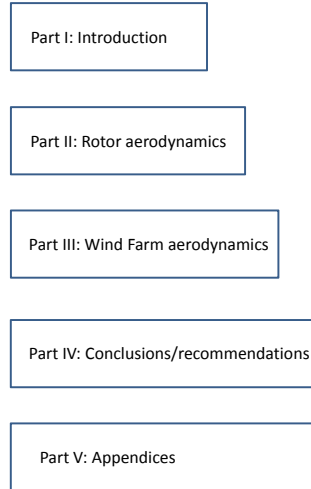 Part I: Introduction
Part II: Rotor aerodynamics
Part III: Wind Farm aerodynamics
Part IV: Conclusions/recommendations
Part V: Appendices